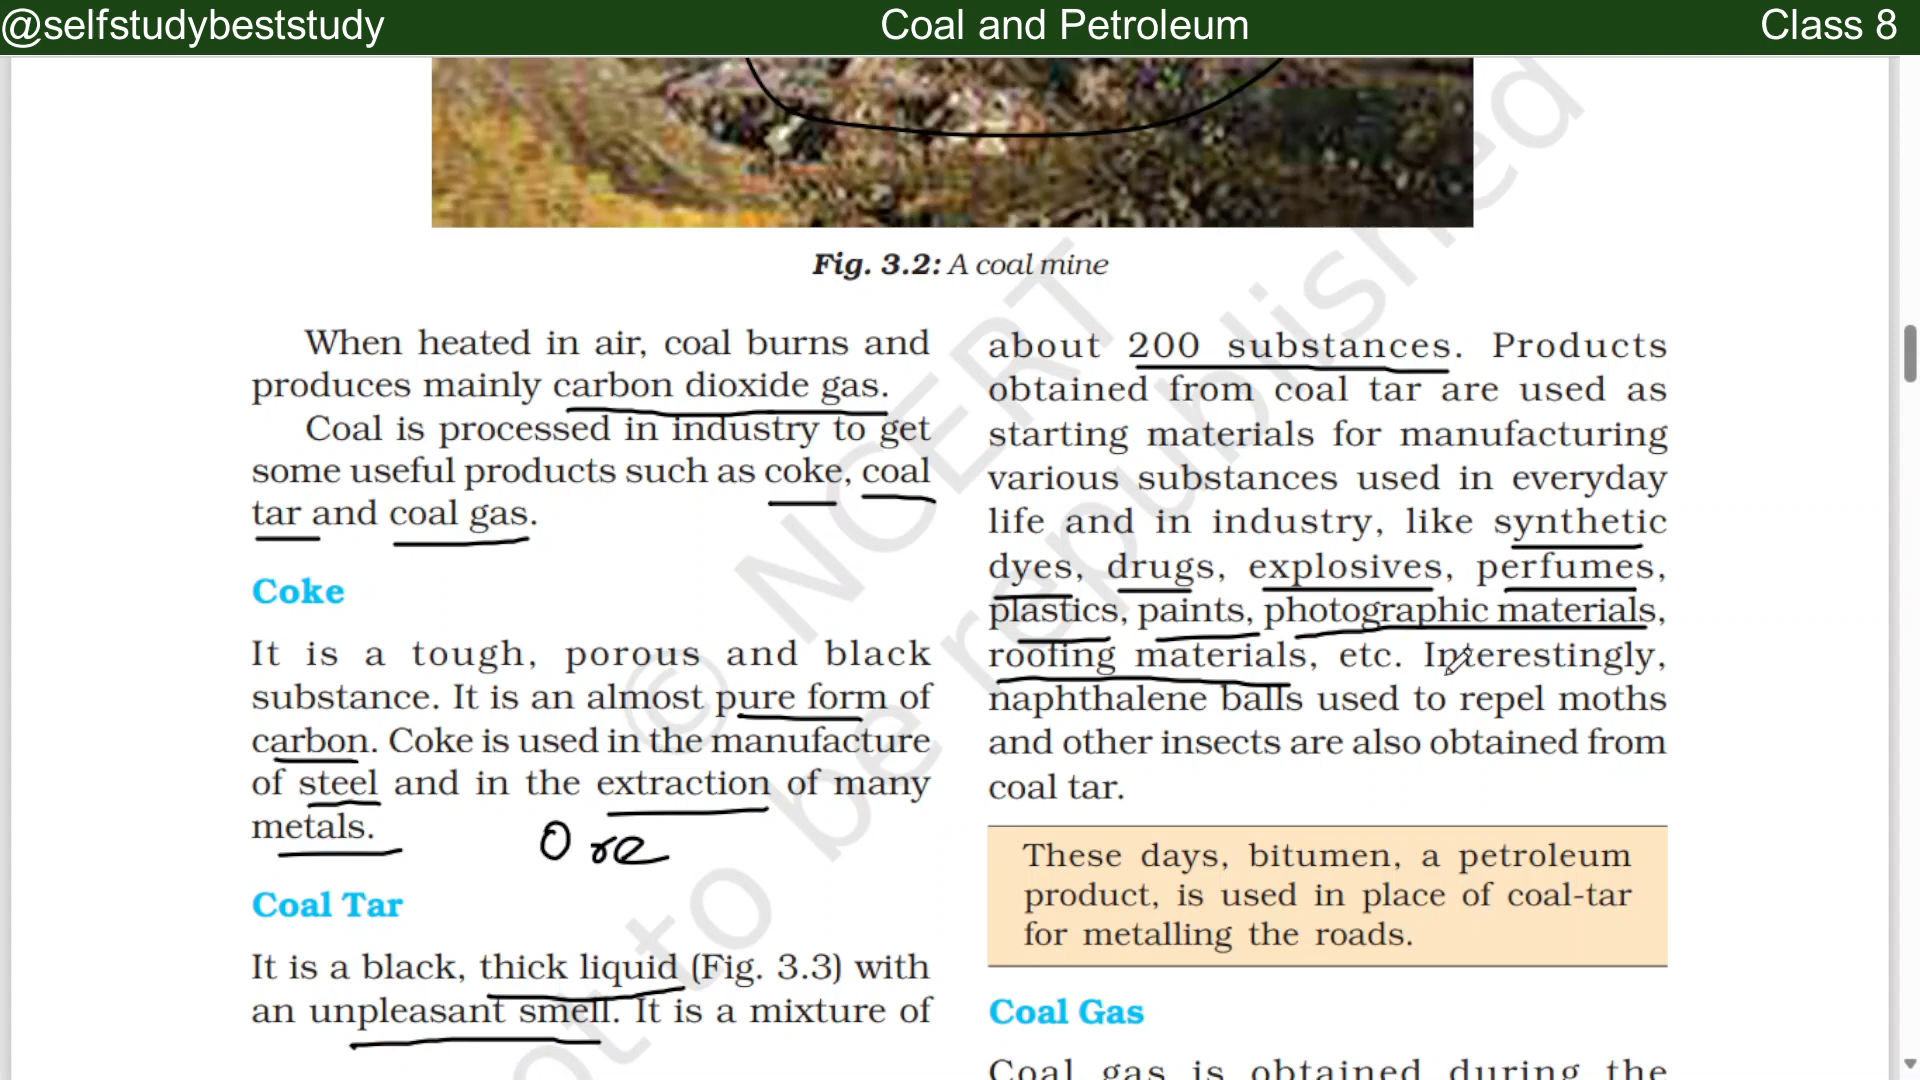 @selfstudybeststudy Coal and Petroleum Class 8
Fig. 3.2: A coal mine
When heated in air, coal burns and
produces mainly carbon dioxide gas.
Coal is processed in industry to get
some useful products such as coke, coal
tar and coal gas.
Coke
It is a tough, porous and black
substance. It is an almost pure form of
carbon. Coke is used in the manufacture
of steel and in the extraction of many
metals.
Ore
Coal Tar
It is a black, thick liquid (Fig. 3.3) with
an unpleasant smell. It is a mixture of
about 200 substances. Products
obtained from coal tar are used as
starting materials for manufacturing
various substances used in everyday
life and in industry, like synthetic
dyes, drugs, explosives, perfumes,
plastics, paints, photographic materials,
roofing materials, etc. Interestingly,
naphthalene balls used to repel moths
and other insects are also obtained from
coal tar.
These days, bitumen, a petroleum
product, is used in place of coal-tar
for metalling the roads.
Coal Gas
Coal gas is obtained during the
© NCERT
not to be republished